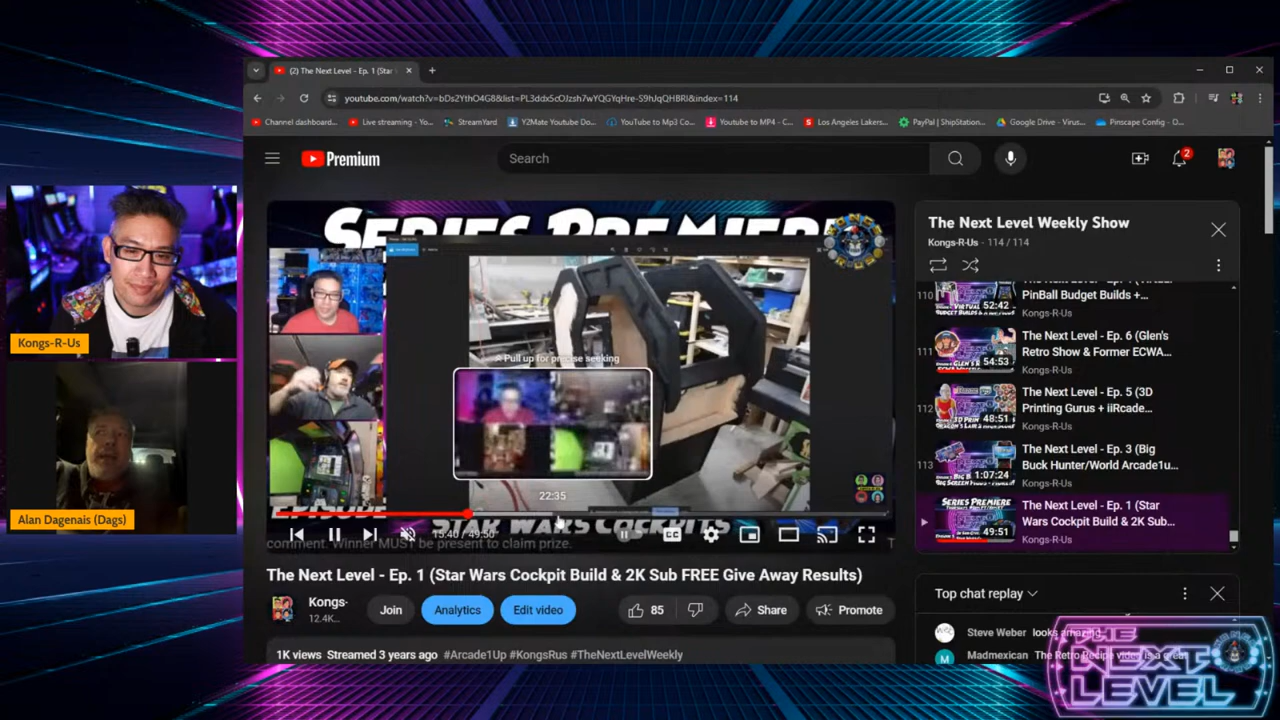 (2) The Next Level - Ep. 1 (Star
youtube.com/watch?v=bDs2YthO4G8&list=PL3ddx5cOJzsh7wYQGYqHre-S9hJqQHBRI&index=114
Channel dashboard...
Live streaming - Yo...
StreamYard
Y2Mate Youtube Do...
YouTube to Mp3 Co...
Youtube to MP4 - C...
Los Angeles Lakers...
PayPal | ShipStation...
Google Drive - Virus...
Pinscape Config - O...
Premium
Search
2
SERIES PREMIERE
Pull up for precise seeking
22:35
EPISODE
STAR WARS COCKPITS
15:40 / 49:50
CC
comment. Winner MUST be present to claim prize.
The Next Level - Ep. 1 (Star Wars Cockpit Build & 2K Sub FREE Give Away Results)
Kongs-
12.4K...
Join
Analytics
Edit video
85
Share
Promote
1K views Streamed 3 years ago #Arcade1Up #KongsRus #TheNextLevelWeekly
The Next Level Weekly Show
Kongs-R-Us - 114 / 114
110
PinBall Budget Builds +...
Kongs-R-Us
52:42
111
The Next Level - Ep. 6 (Glen's
Retro Show & Former ECWA...
Kongs-R-Us
54:53
112
The Next Level - Ep. 5 (3D
Printing Gurus + iiRcade...
Kongs-R-Us
48:51
113
The Next Level - Ep. 3 (Big
Buck Hunter/World Arcade1u...
Kongs-R-Us
1:07:24
The Next Level - Ep. 1 (Star
Wars Cockpit Build & 2K Sub...
Kongs-R-Us
49:51
Top chat replay
Steve Weber looks amazing
Madmexican The Retro Recipe video is a great
Kongs-R-Us
Alan Dagenais (Dags)
THE
NEXT
LEVEL